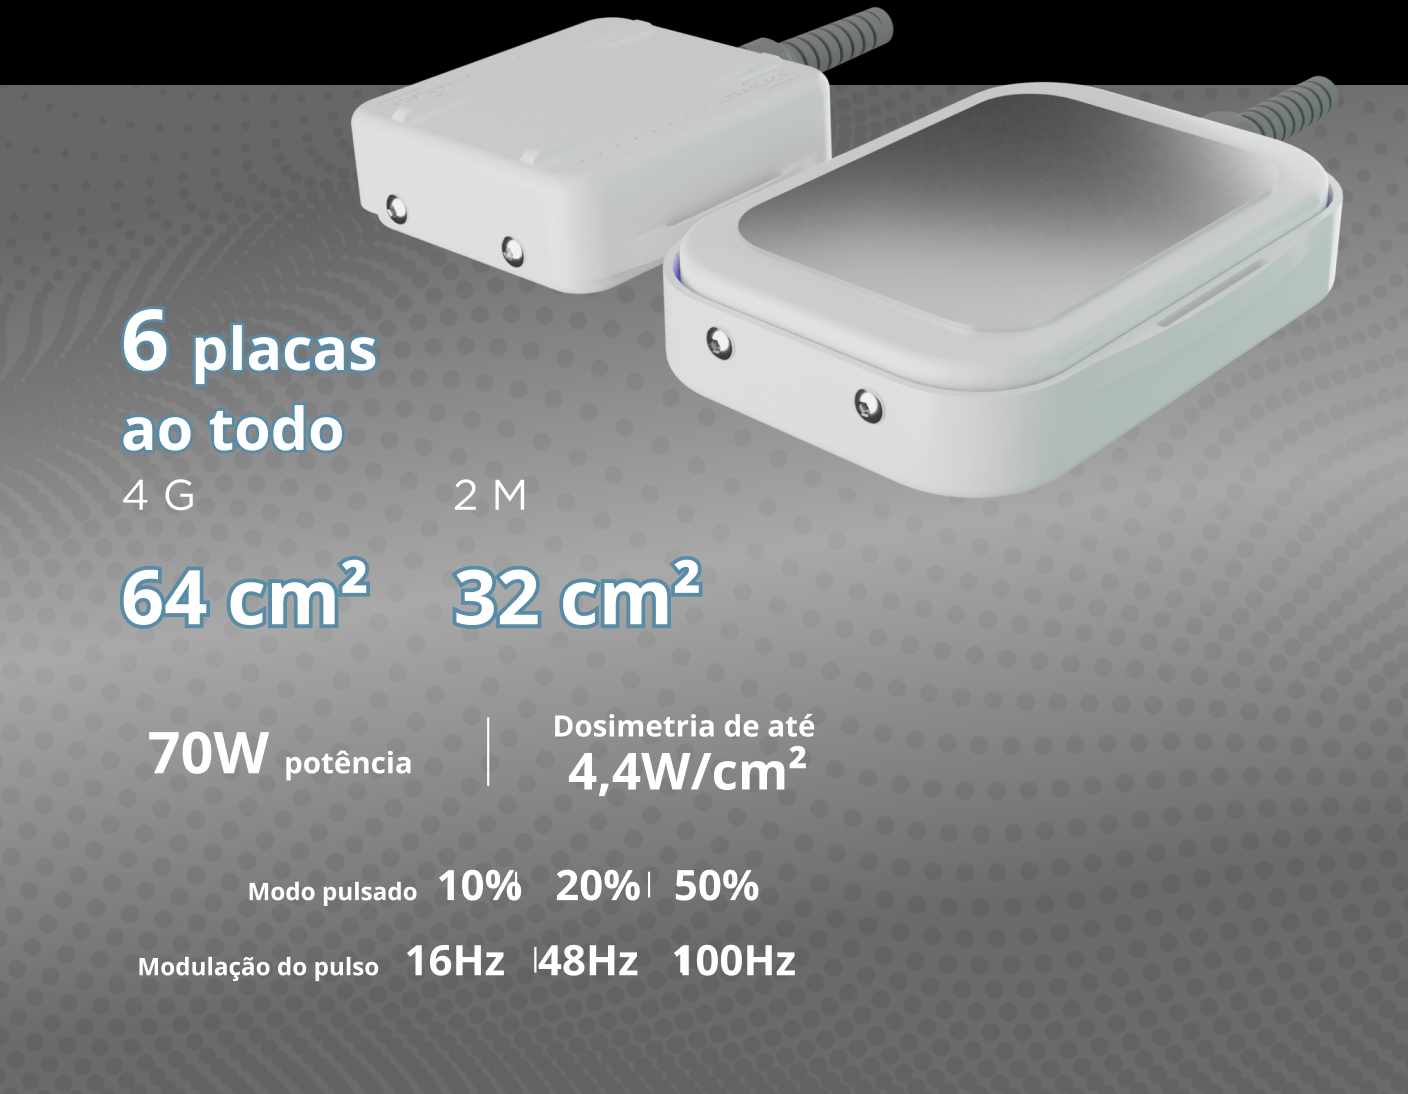 6 placas
ao todo
4 G 2 M
64 cm² 32 cm²
70W potência
Dosimetria de até
4,4W/cm²
Modo pulsado 10% 20% | 50%
Modulação do pulso 16Hz |48Hz 100Hz